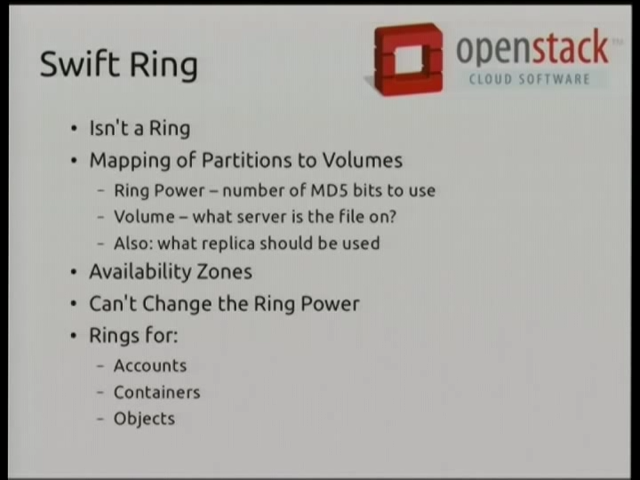 Swift Ring
openstack™
CLOUD SOFTWARE
• Isn't a Ring
• Mapping of Partitions to Volumes
– Ring Power – number of MD5 bits to use
– Volume – what server is the file on?
– Also: what replica should be used
• Availability Zones
• Can't Change the Ring Power
• Rings for:
– Accounts
– Containers
– Objects